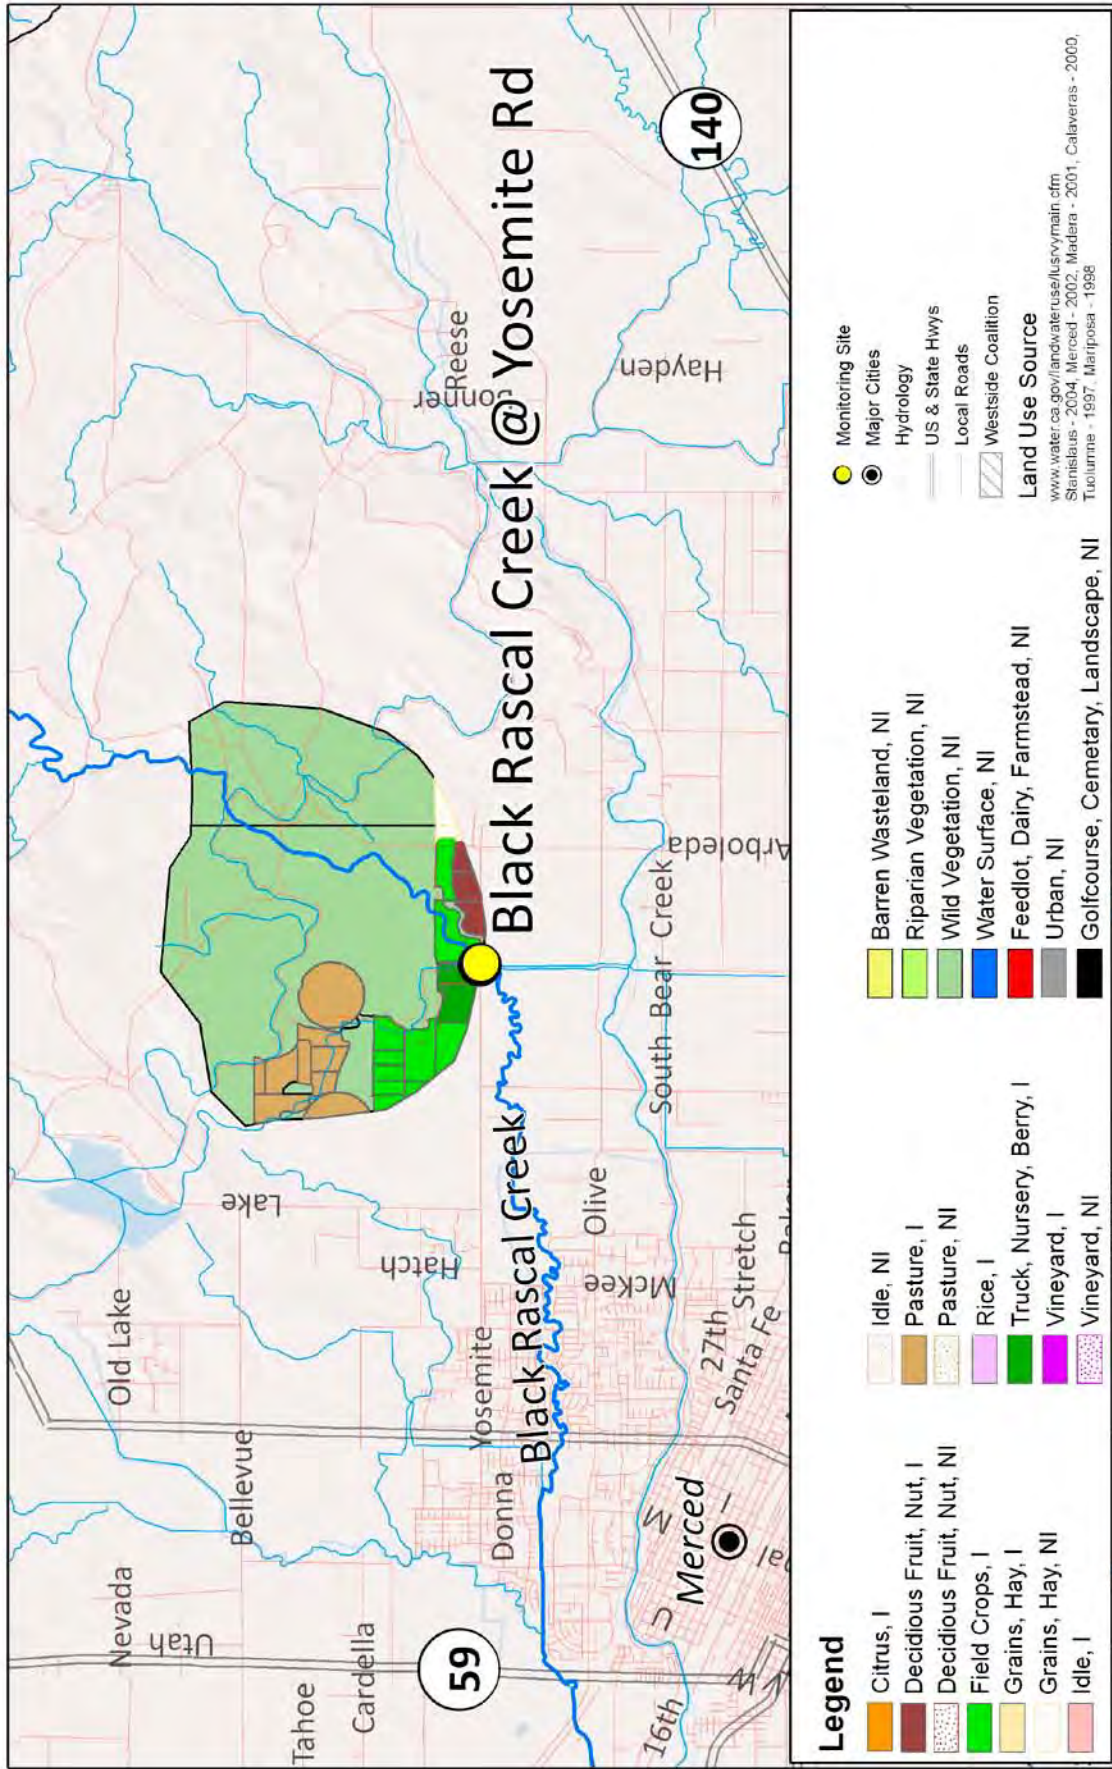 Nevada
Utah
Old Lake
Bellevue
Tahoe
Cardella
Lake
Hatch
59
Donna
Yosemite
Black Rascal Creek
Black Rascal Creek
Black Rascal Creek @ Yosemite Rd
Conner
Reese
140
Hayden
Arboleda
Olive
McKee
South Bear Creek
Merced
M
16th
27th
Santa Fe
Stretch
Legend
Citrus, I
Decidious Fruit, Nut, I
Decidious Fruit, Nut, NI
Field Crops, I
Grains, Hay, I
Grains, Hay, NI
Idle, I
Idle, NI
Pasture, I
Pasture, NI
Rice, I
Truck, Nursery, Berry, I
Vineyard, I
Vineyard, NI
Barren Wasteland, NI
Riparian Vegetation, NI
Wild Vegetation, NI
Water Surface, NI
Feedlot, Dairy, Farmstead, NI
Urban, NI
Golfcourse, Cemetary, Landscape, NI
Monitoring Site
Major Cities
Hydrology
US & State Hwys
Local Roads
Westside Coalition
Land Use Source
www.water.ca.gov/landwateruse/lusrvymain.cfm
Stanislaus - 2004, Merced - 2002, Madera - 2001, Calaveras - 2000,
Tuolumne - 1997, Mariposa - 1998